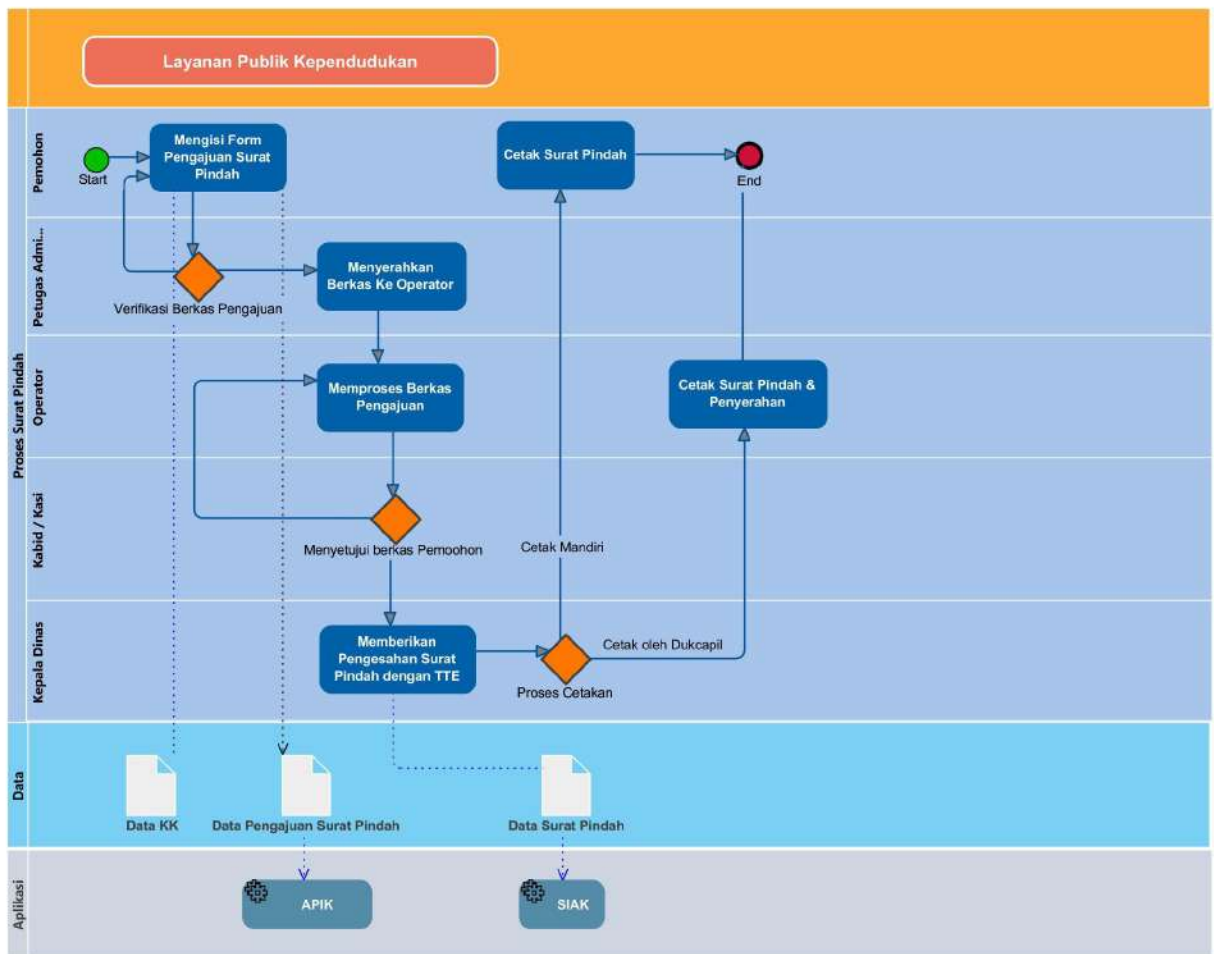 Layanan Publik Kependudukan
Proses Surat Pindah
Pemohon
Start
Mengisi Form
Pengajuan Surat
Pindah
Cetak Surat Pindah
End
Petugas Admi...
Verifikasi Berkas Pengajuan
Menyerahkan
Berkas Ke Operator
Operator
Memproses Berkas
Pengajuan
Cetak Surat Pindah &
Penyerahan
Kabid / Kasi
Menyetujui berkas Pemoohon
Cetak Mandiri
Kepala Dinas
Memberikan
Pengesahan Surat
Pindah dengan TTE
Proses Cetakan
Cetak oleh Dukcapil
Data
Data KK
Data Pengajuan Surat Pindah
Data Surat Pindah
Aplikasi
APIK
SIAK